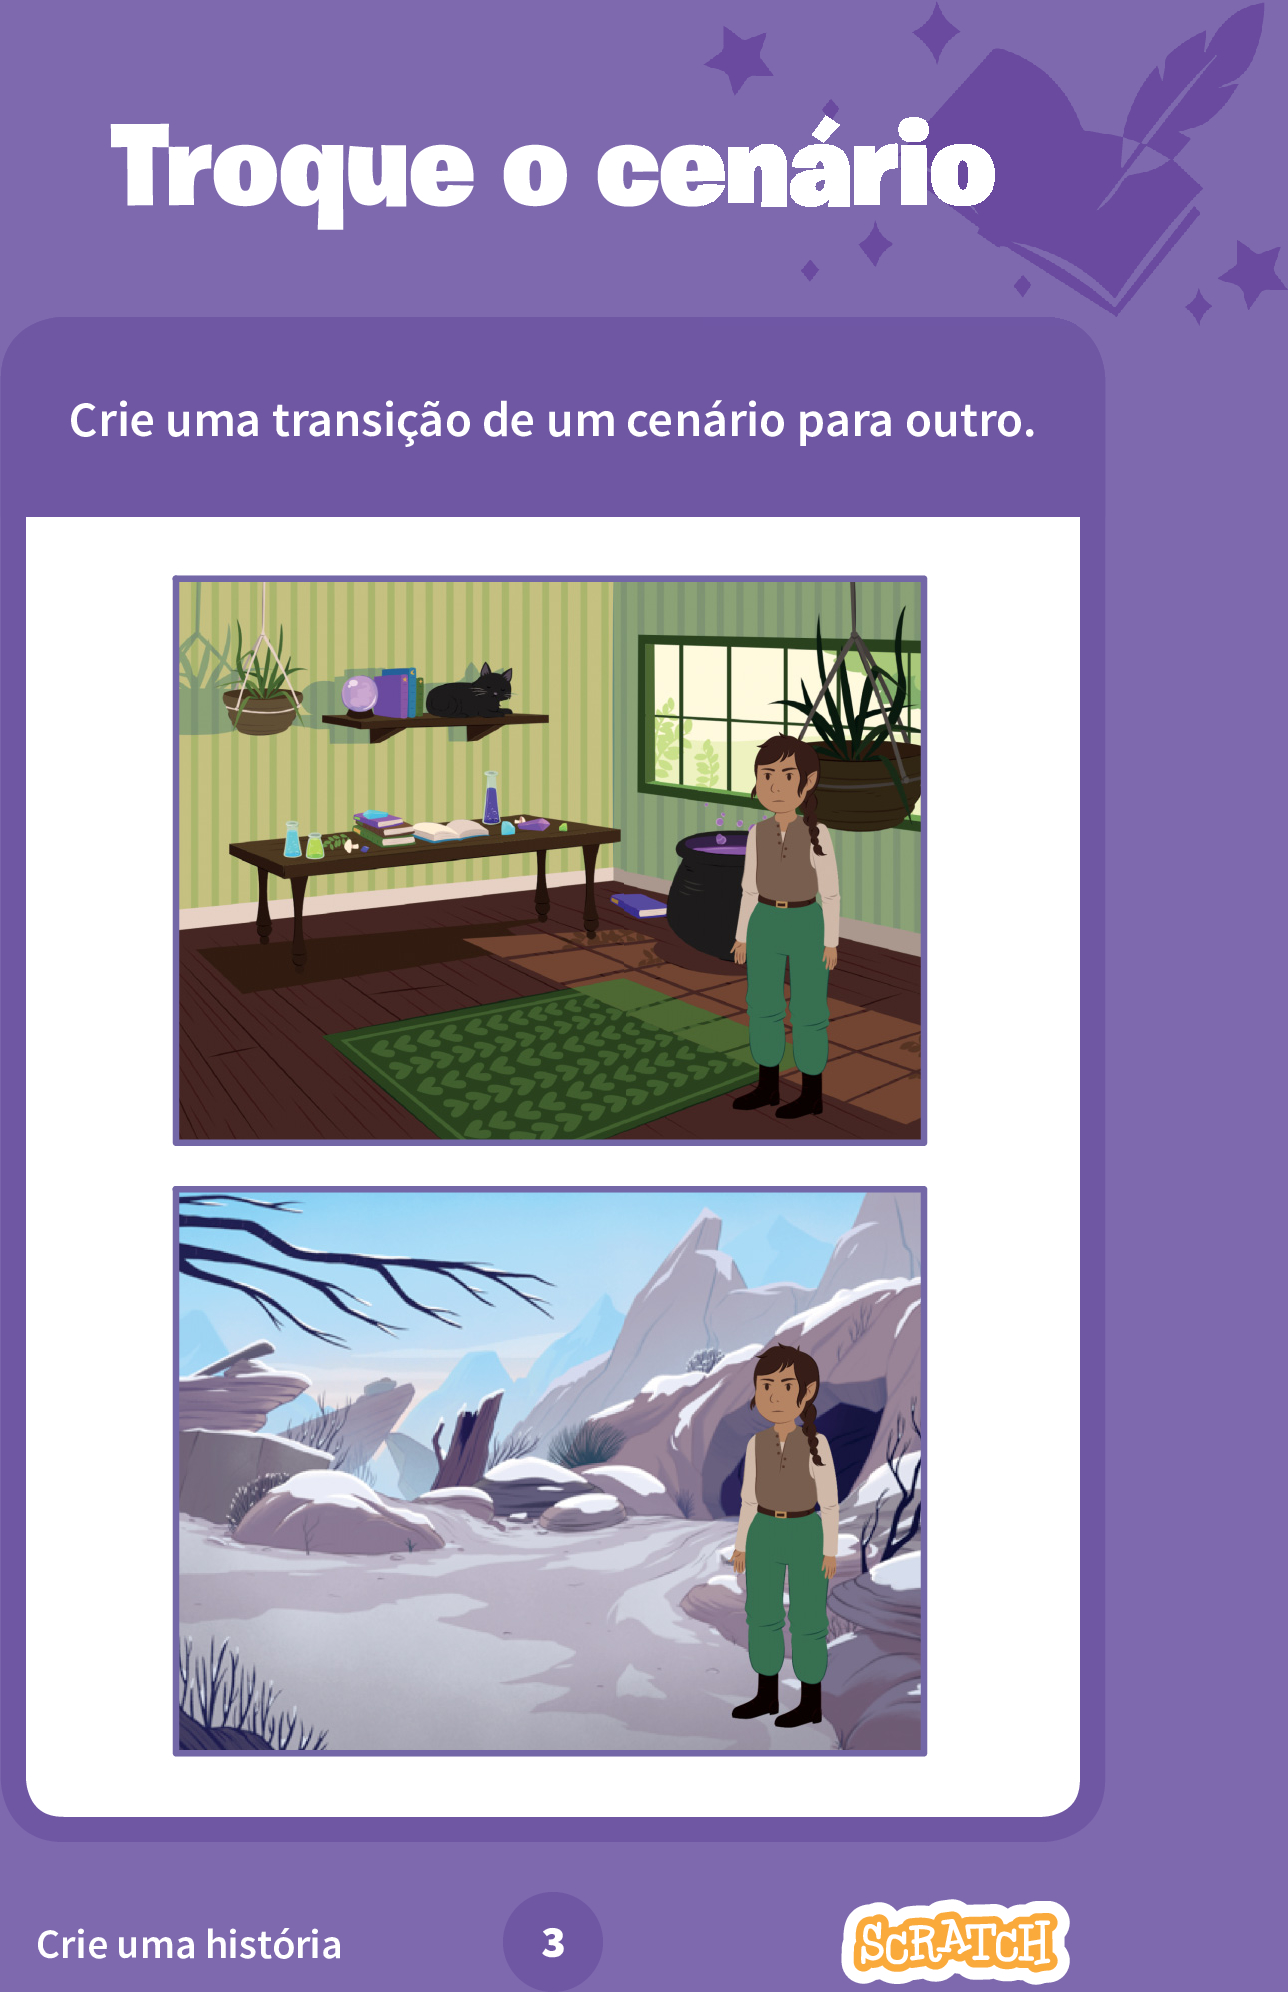 Troque o cenário
Crie uma transição de um cenário para outro.
Crie uma história
3
SCRATCH